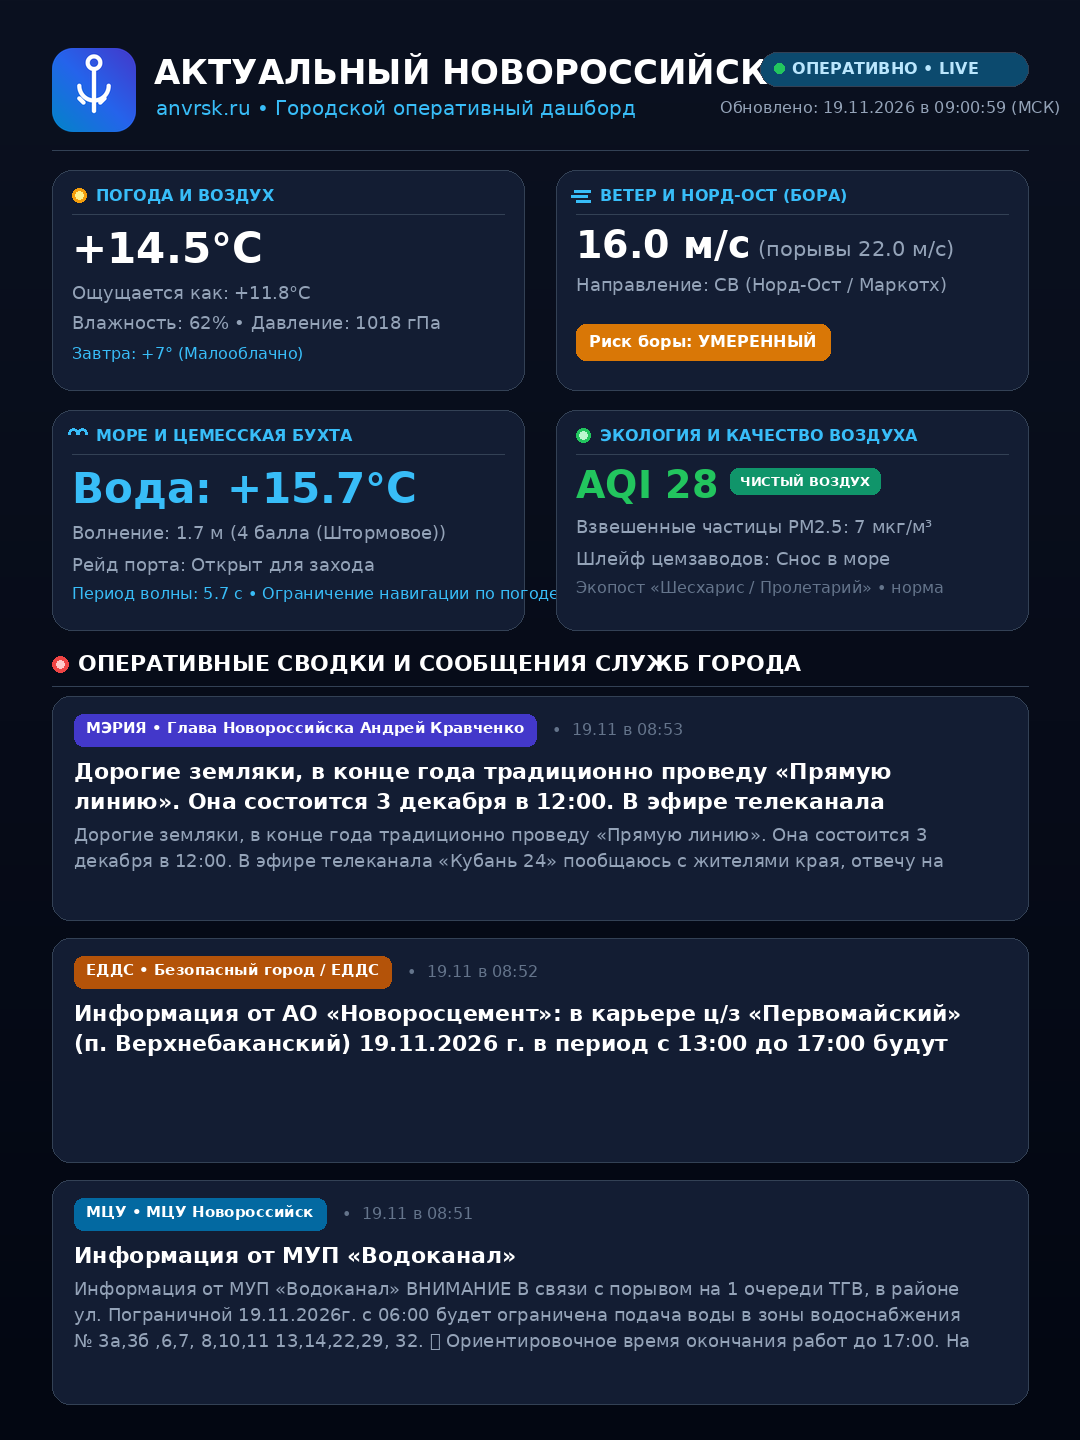 АКТУАЛЬНЫЙ НОВОРОССИЙСК
ОПЕРАТИВНО • LIVE
anvrsk.ru • Городской оперативный дашборд
Обновлено: 19.11.2026 в 09:00:59 (МСК)
ПОГОДА И ВОЗДУХ
+14.5°C
Ощущается как: +11.8°C
Влажность: 62% • Давление: 1018 гПа
Завтра: +7° (Малооблачно)
ВЕТЕР И НОРД-ОСТ (БОРА)
16.0 м/с (порывы 22.0 м/с)
Направление: СВ (Норд-Ост / Маркотх)
Риск боры: УМЕРЕННЫЙ
МОРЕ И ЦЕМЕССКАЯ БУХТА
Вода: +15.7°C
Волнение: 1.7 м (4 балла (Штормовое))
Рейд порта: Открыт для захода
Период волны: 5.7 с • Ограничение навигации по погоде
ЭКОЛОГИЯ И КАЧЕСТВО ВОЗДУХА
AQI 28 ЧИСТЫЙ ВОЗДУХ
Взвешенные частицы PM2.5: 7 мкг/м³
Шлейф цемзаводов: Снос в море
Экопост «Шесхарис / Пролетарий» • норма
ОПЕРАТИВНЫЕ СВОДКИ И СООБЩЕНИЯ СЛУЖБ ГОРОДА
МЭРИЯ • Глава Новороссийска Андрей Кравченко • 19.11 в 08:53
Дорогие земляки, в конце года традиционно проведу «Прямую
линию». Она состоится 3 декабря в 12:00. В эфире телеканала
Дорогие земляки, в конце года традиционно проведу «Прямую линию». Она состоится 3
декабря в 12:00. В эфире телеканала «Кубань 24» пообщаюсь с жителями края, отвечу на
ЕДДС • Безопасный город / ЕДДС • 19.11 в 08:52
Информация от АО «Новоросцемент»: в карьере ц/з «Первомайский»
(п. Верхнебаканский) 19.11.2026 г. в период с 13:00 до 17:00 будут
МЦУ • МЦУ Новороссийск • 19.11 в 08:51
Информация от МУП «Водоканал»
Информация от МУП «Водоканал» ВНИМАНИЕ В связи с порывом на 1 очереди ТГВ, в районе
ул. Пограничной 19.11.2026г. с 06:00 будет ограничена подача воды в зоны водоснабжения
№ 3а,3б ,6,7, 8,10,11 13,14,22,29, 32. Ориентировочное время окончания работ до 17:00. На